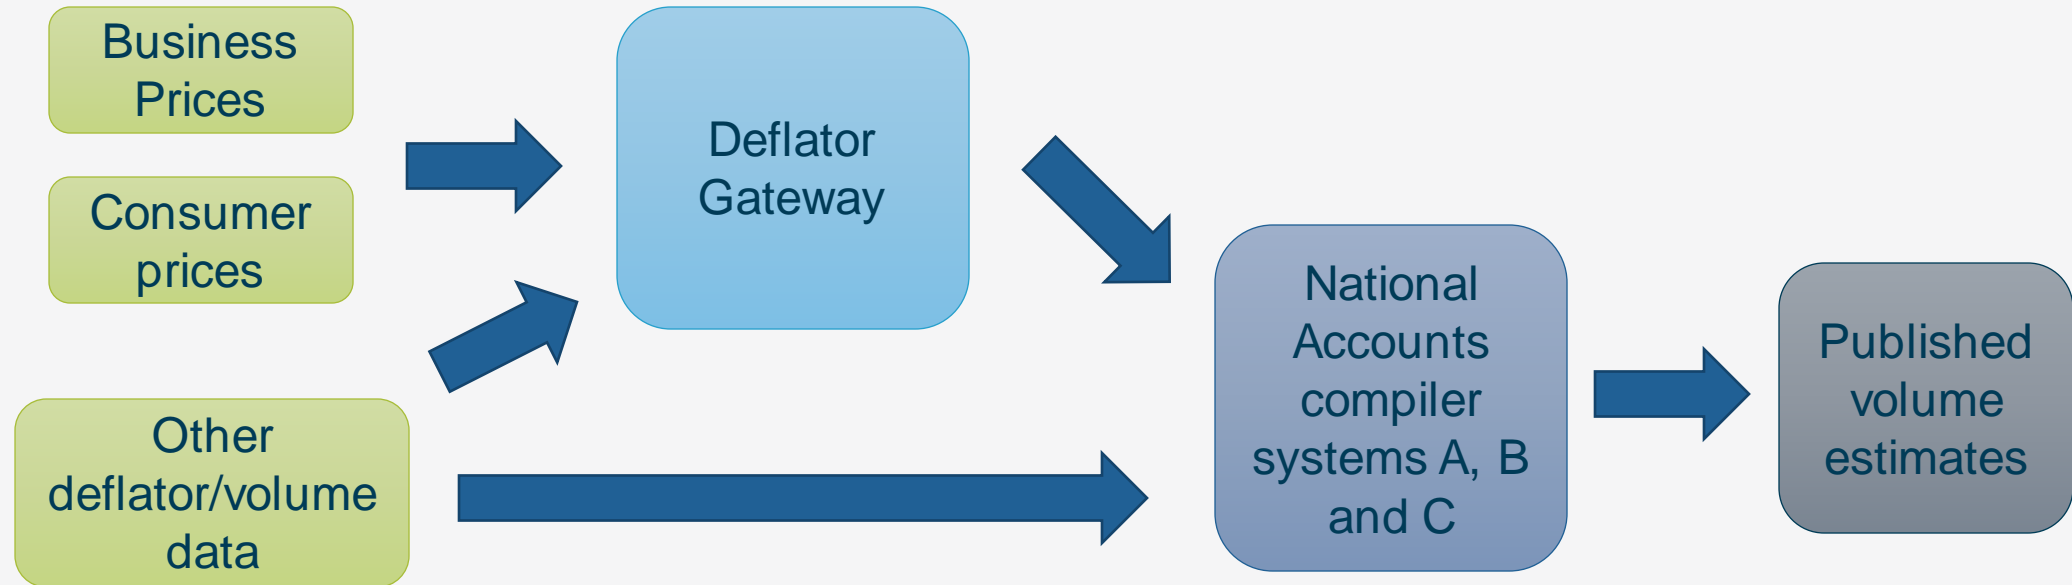 Business
Prices
Consumer
prices
Other
deflator/volume
data
Deflator
Gateway
National
Accounts
compiler
systems A, B
and C
Published
volume
estimates